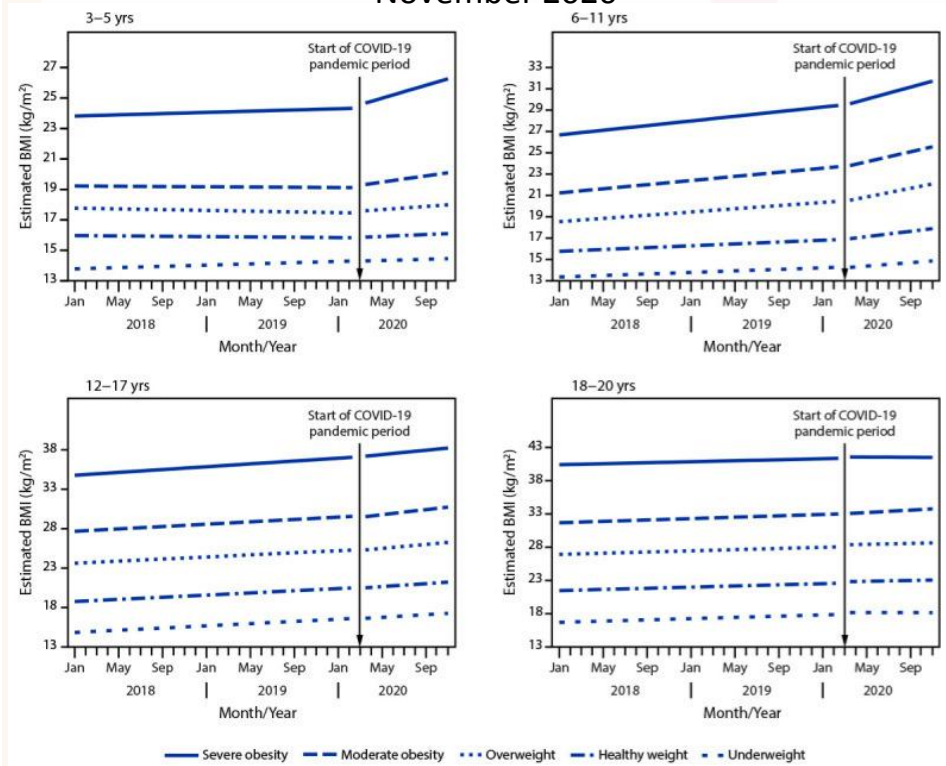 November 2020
3–5 yrs
Start of COVID-19
pandemic period
Estimated BMI (kg/m²)
27
25
23
21
19
17
15
13
Jan May Sep Jan May Sep Jan May Sep
2018 | 2019 | 2020
Month/Year
6–11 yrs
Start of COVID-19
pandemic period
Estimated BMI (kg/m²)
33
31
29
27
25
23
21
19
17
15
13
Jan May Sep Jan May Sep Jan May Sep
2018 | 2019 | 2020
Month/Year
12–17 yrs
Start of COVID-19
pandemic period
Estimated BMI (kg/m²)
38
33
28
23
18
13
Jan May Sep Jan May Sep Jan May Sep
2018 | 2019 | 2020
Month/Year
18–20 yrs
Start of COVID-19
pandemic period
Estimated BMI (kg/m²)
43
38
33
28
23
18
13
Jan May Sep Jan May Sep Jan May Sep
2018 | 2019 | 2020
Month/Year
Severe obesity Moderate obesity Overweight Healthy weight Underweight